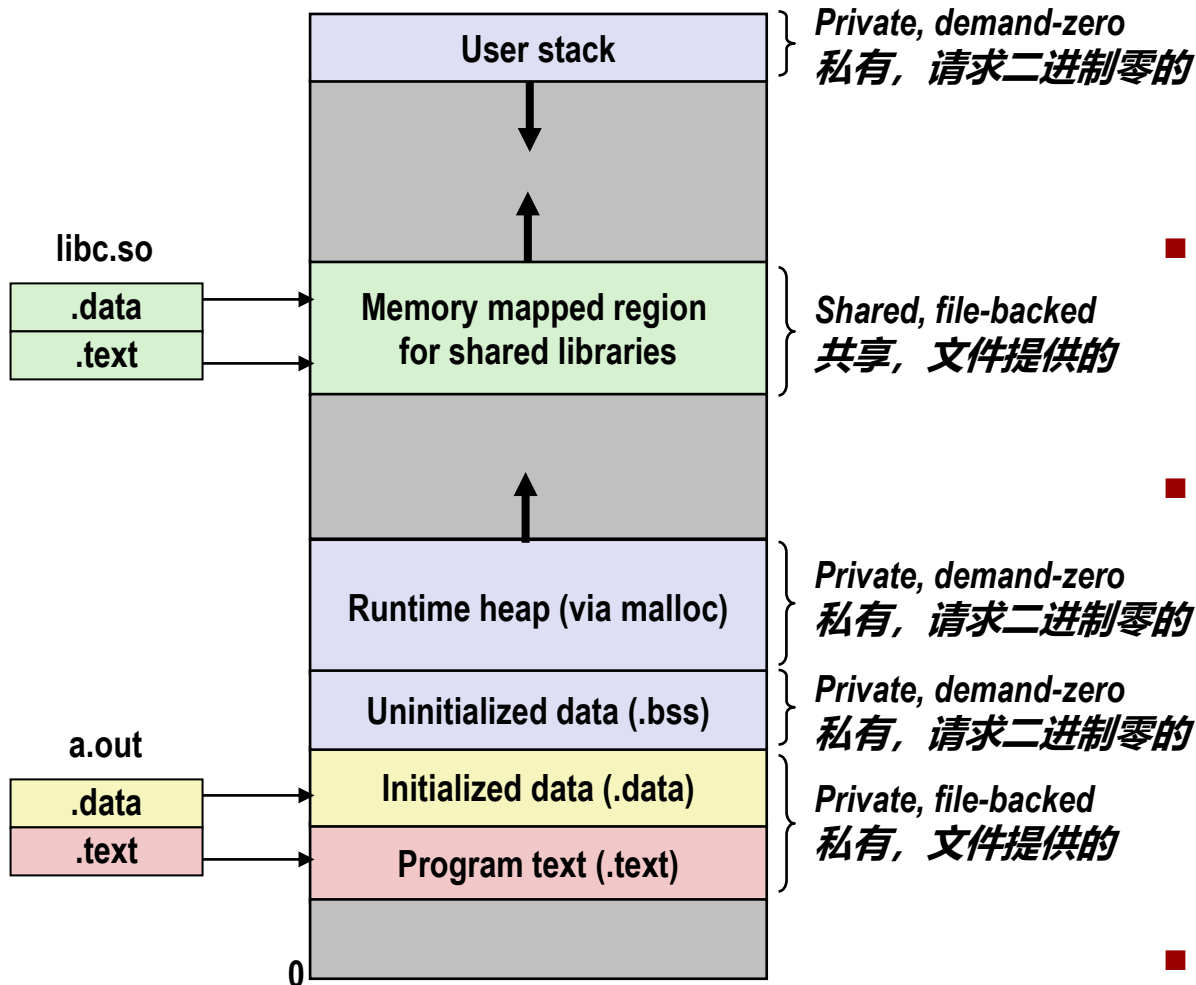 User stack
Private, demand-zero
私有，请求二进制零的
libc.so
.data
.text
Memory mapped region
for shared libraries
Shared, file-backed
共享，文件提供的
Runtime heap (via malloc)
Private, demand-zero
私有，请求二进制零的
Uninitialized data (.bss)
Private, demand-zero
私有，请求二进制零的
a.out
.data
.text
Initialized data (.data)
Program text (.text)
Private, file-backed
私有，文件提供的
0